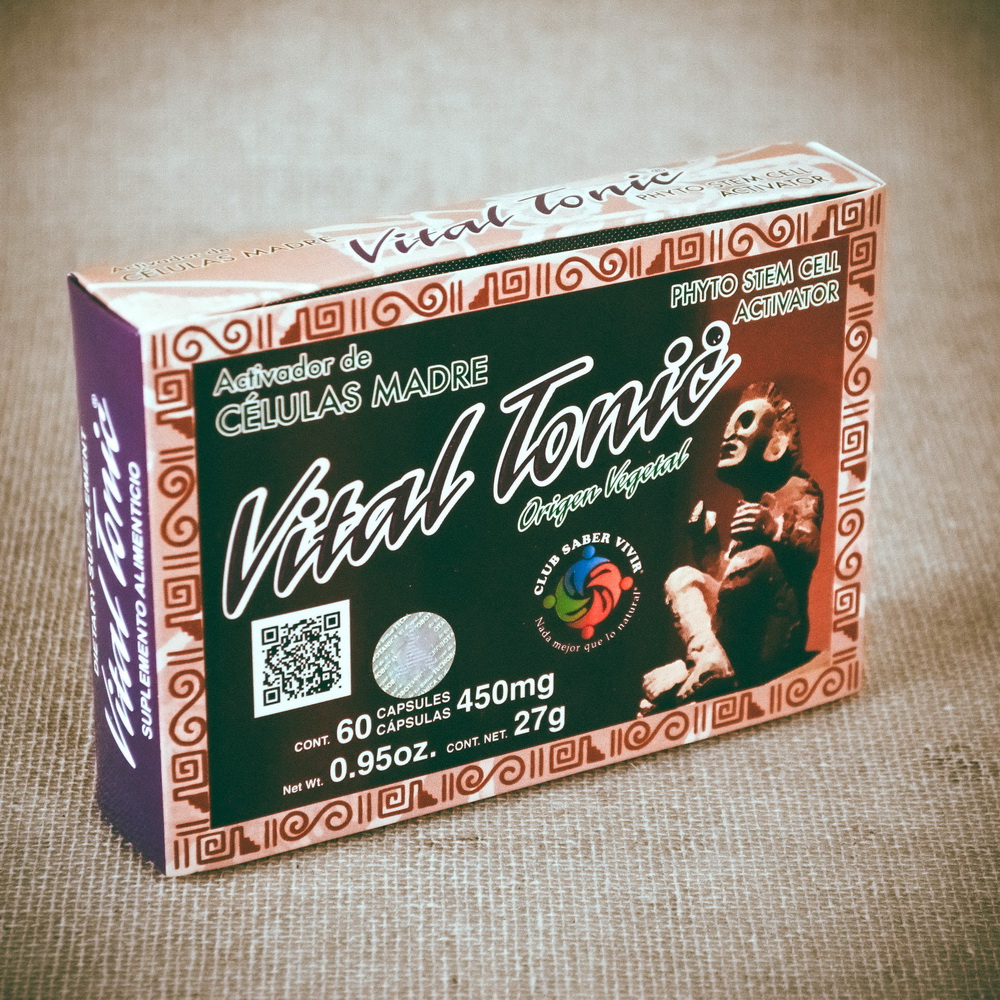 Activador de
CÉLULAS MADRE
Vital Tonic
PHYTO STEM CELL
ACTIVATOR
Activador de
CÉLULAS MADRE
PHYTO STEM CELL
ACTIVATOR
Vital Tonic
Origen Vegetal
CLUB SABER VIVIR
Nada mejor que lo natural
CONT. 60 CAPSULES
CÁPSULAS 450mg
Net Wt. 0.95oz. CONT. NET. 27g
DIETARY SUPPLEMENT
Vital Tonic®
SUPLEMENTO ALIMENTICIO